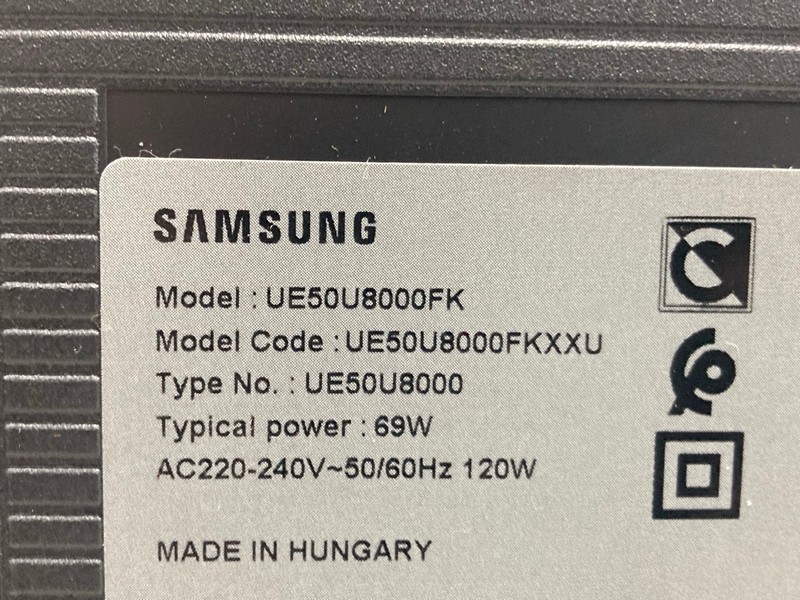 SAMSUNG
Model : UE50U8000FK
Model Code :UE50U8000FKXXU
Type No. : UE50U8000
Typical power : 69W
AC220-240V~50/60Hz 120W
MADE IN HUNGARY